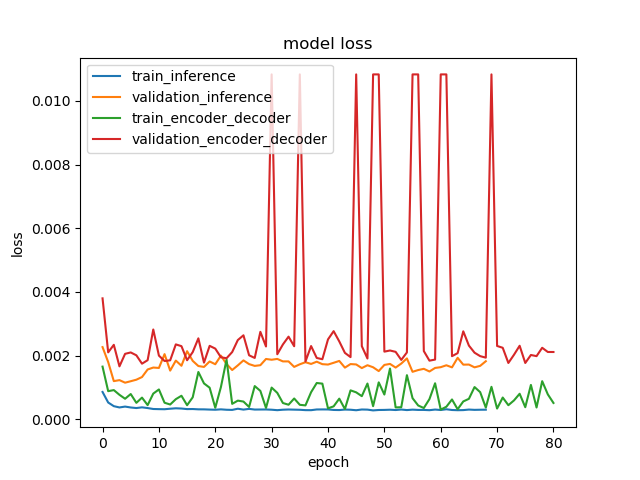 model loss
train_inference
validation_inference
train_encoder_decoder
validation_encoder_decoder
0.010
0.008
0.006
0.004
0.002
0.000
loss
0 10 20 30 40 50 60 70 80
epoch